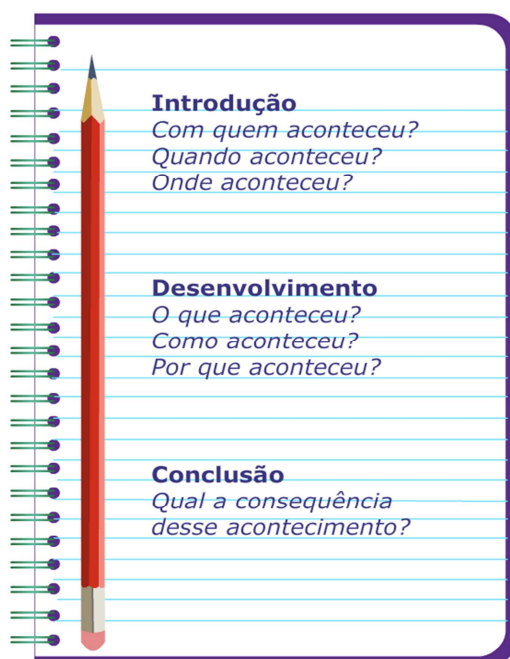 Introdução
Com quem aconteceu?
Quando aconteceu?
Onde aconteceu?
Desenvolvimento
O que aconteceu?
Como aconteceu?
Por que aconteceu?
Conclusão
Qual a consequência
desse acontecimento?